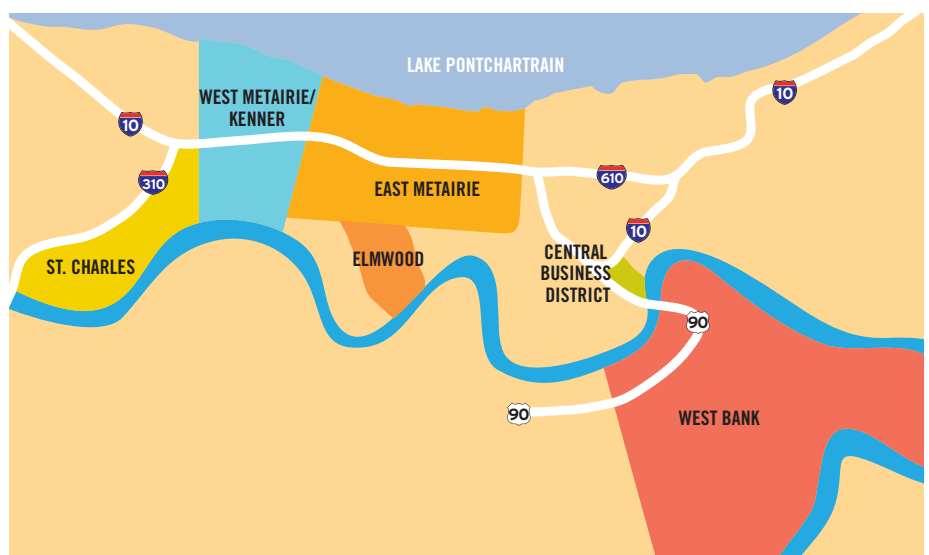 LAKE PONTCHARTRAIN
WEST METAIRIE/
KENNER
10
10
310
EAST METAIRIE
610
10
ST. CHARLES
ELMWOOD
CENTRAL
BUSINESS
DISTRICT
90
90
WEST BANK